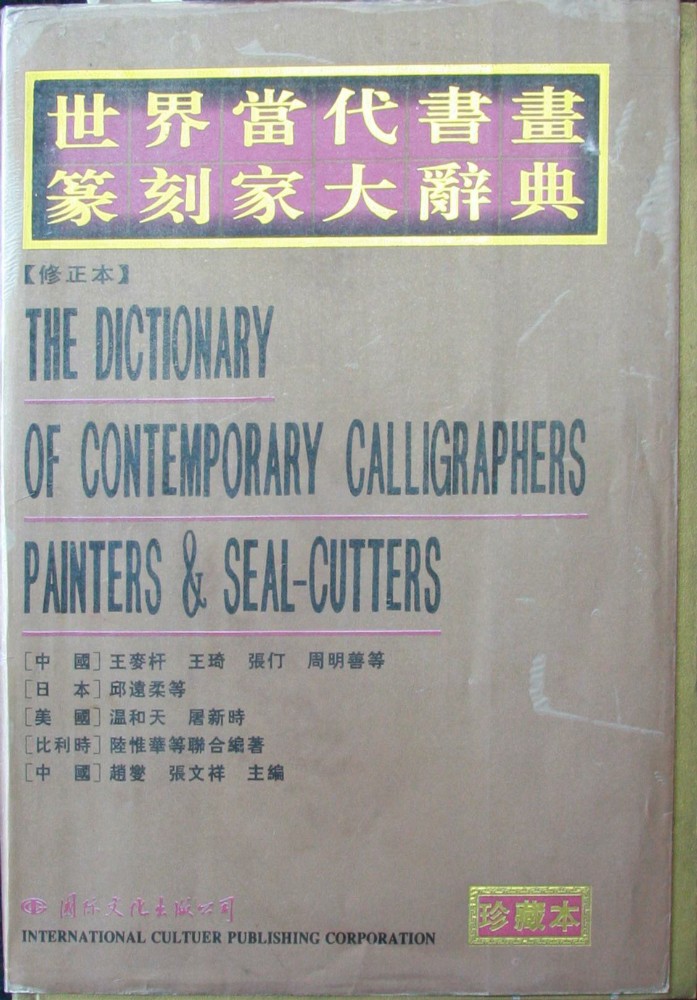 世界當代書畫
篆刻家大辭典
【修正本】
THE DICTIONARY
OF CONTEMPORARY CALLIGRAPHERS
PAINTERS & SEAL-CUTTERS
[中 國] 王麥杆 王琦 張仃 周明善等
[日 本] 邱遠柔等
[美 國] 溫和天 屠新時
[比利時] 陸惟華等聯合編著
[中 國] 趙燮 張文祥 主編
国际文化出版公司
INTERNATIONAL CULTUER PUBLISHING CORPORATION
珍藏本